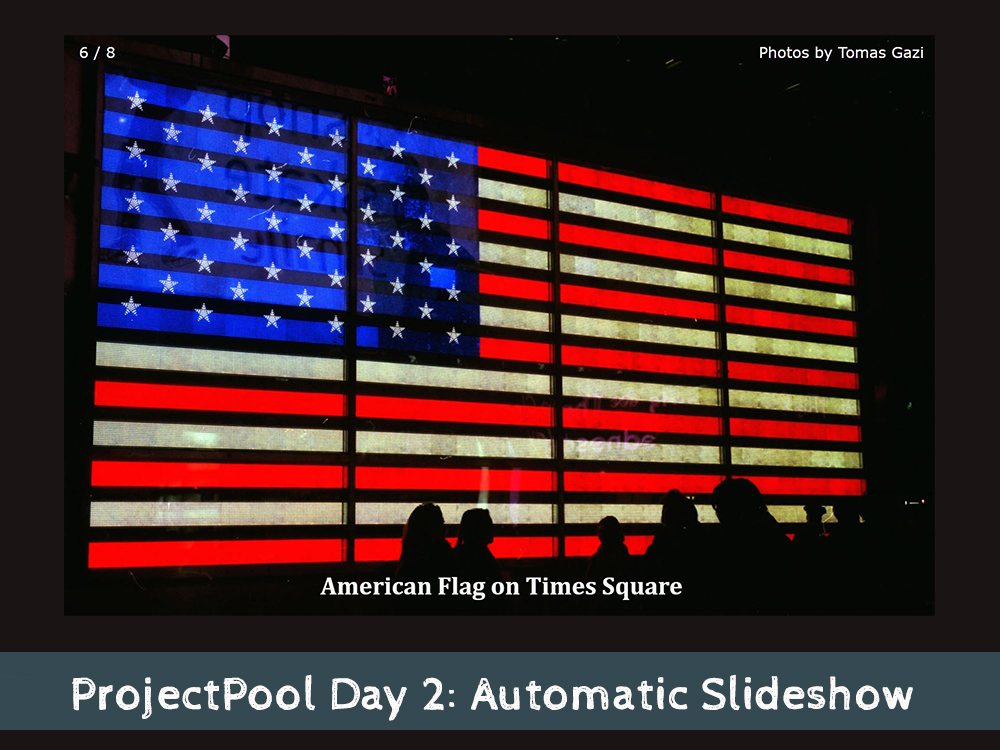 6 / 8
Photos by Tomas Gazi
American Flag on Times Square
ProjectPool Day 2: Automatic Slideshow